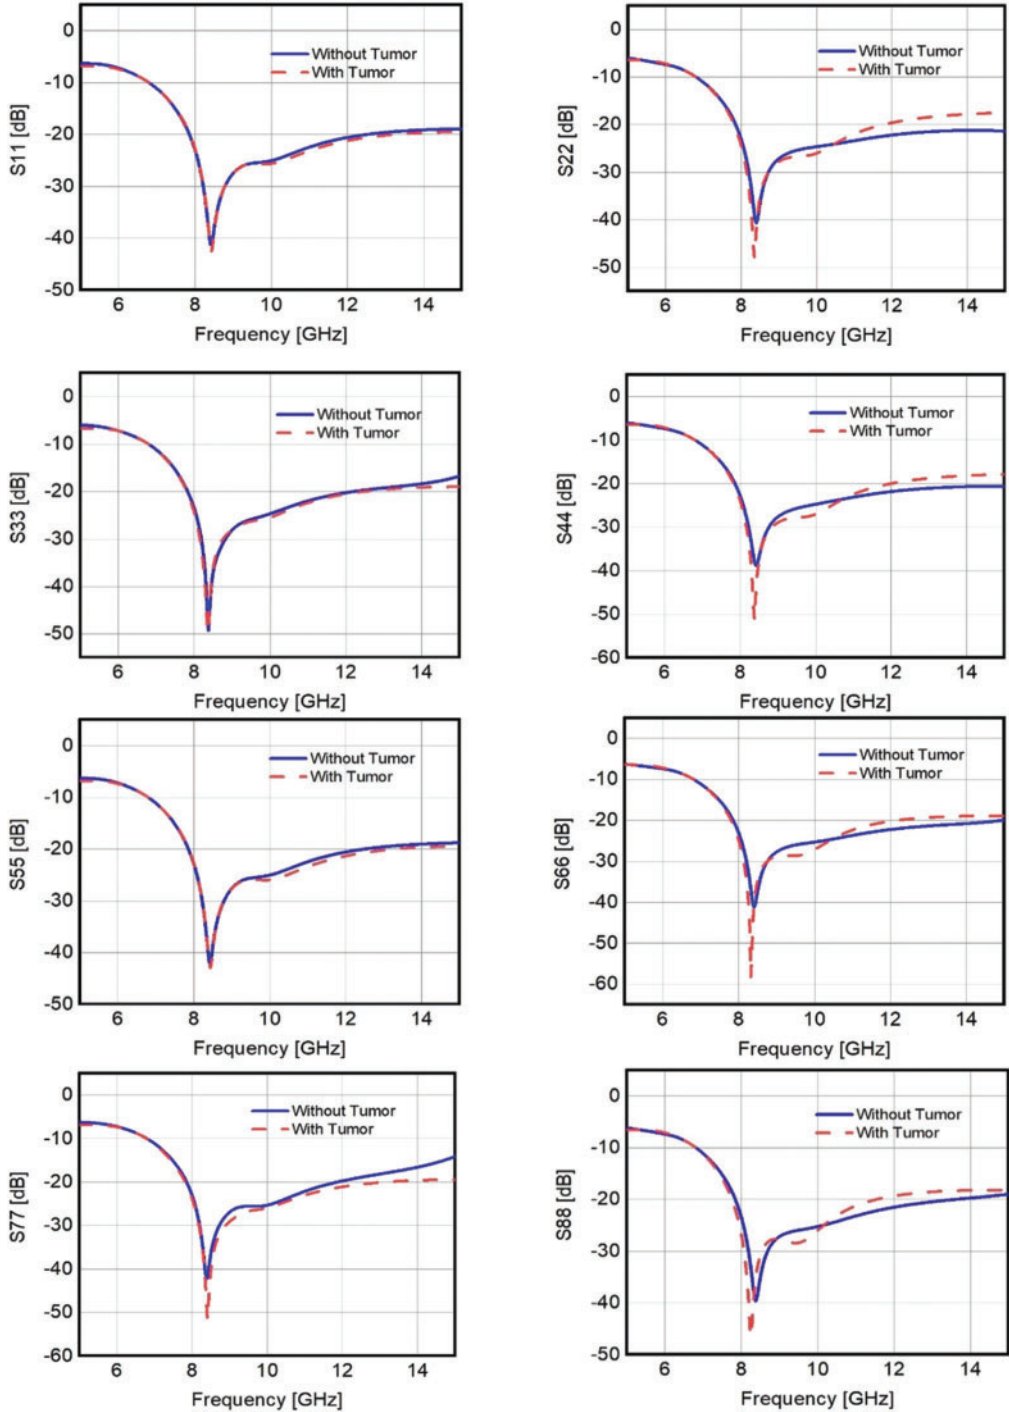 0
-10
-20
-30
-40
-50
S11 [dB]
Without Tumor
With Tumor
6 8 10 12 14
Frequency [GHz]
0
-10
-20
-30
-40
-50
S22 [dB]
Without Tumor
With Tumor
6 8 10 12 14
Frequency [GHz]
0
-10
-20
-30
-40
-50
S33 [dB]
Without Tumor
With Tumor
6 8 10 12 14
Frequency [GHz]
0
-10
-20
-30
-40
-50
-60
S44 [dB]
Without Tumor
With Tumor
6 8 10 12 14
Frequency [GHz]
0
-10
-20
-30
-40
-50
S55 [dB]
Without Tumor
With Tumor
6 8 10 12 14
Frequency [GHz]
0
-10
-20
-30
-40
-50
-60
S66 [dB]
Without Tumor
With Tumor
6 8 10 12 14
Frequency [GHz]
0
-10
-20
-30
-40
-50
-60
S77 [dB]
Without Tumor
With Tumor
6 8 10 12 14
Frequency [GHz]
0
-10
-20
-30
-40
-50
S88 [dB]
Without Tumor
With Tumor
6 8 10 12 14
Frequency [GHz]